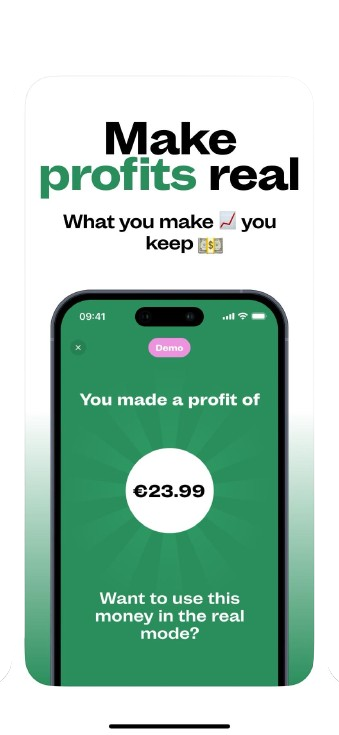 Make
profits real
What you make 📈 you
keep 💵
09:41
Demo
You made a profit of
€23.99
Want to use this
money in the real
mode?